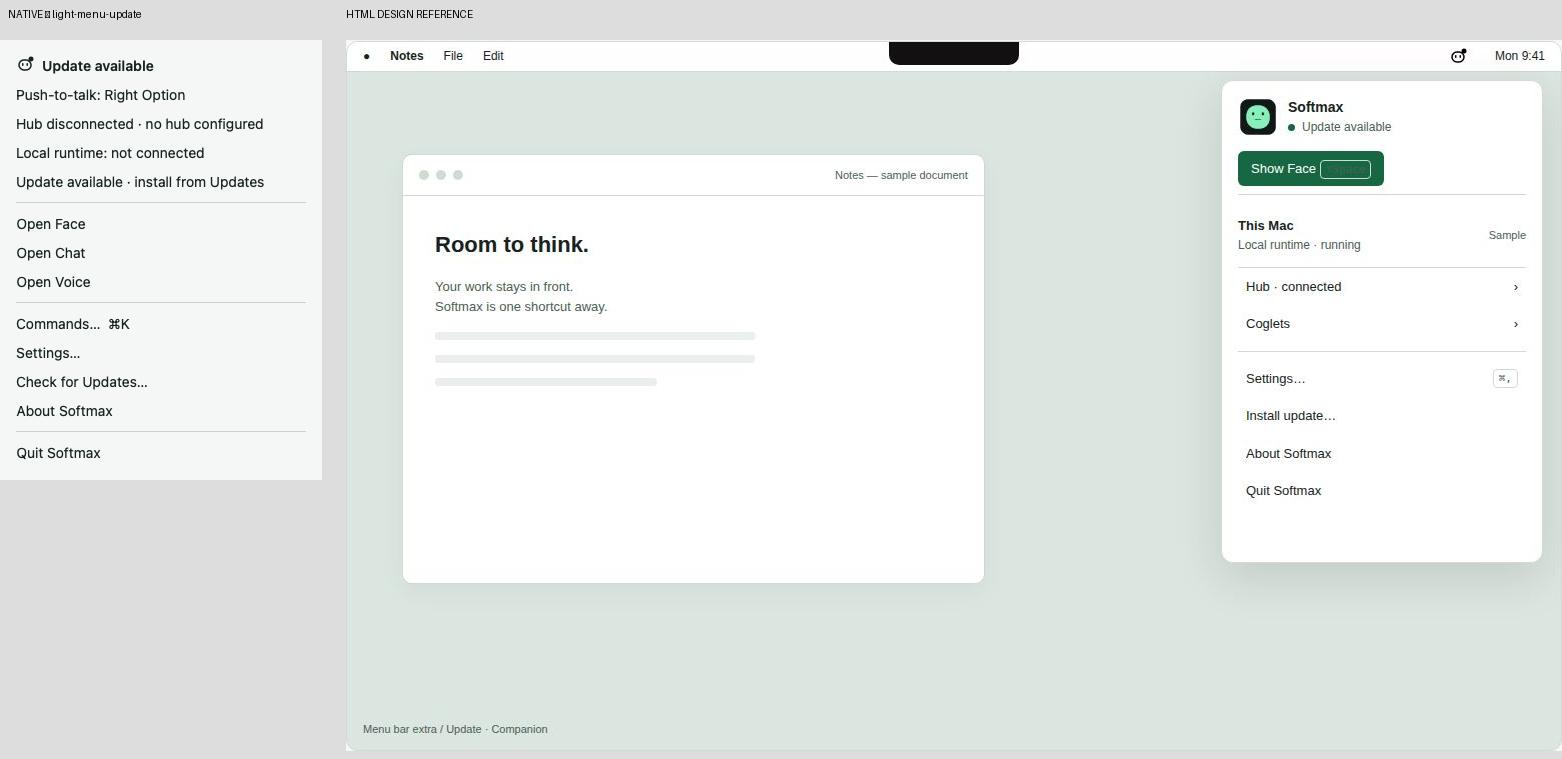 NATIVE light-menu-update
HTML DESIGN REFERENCE
Update available
Push-to-talk: Right Option
Hub disconnected · no hub configured
Local runtime: not connected
Update available · install from Updates
Open Face
Open Chat
Open Voice
Commands... ⌘K
Settings...
Check for Updates...
About Softmax
Quit Softmax
Notes File Edit
Mon 9:41
Notes — sample document
Room to think.
Your work stays in front.
Softmax is one shortcut away.
Menu bar extra / Update · Companion
Softmax
Update available
Show Face
This Mac
Local runtime · running
Sample
Hub · connected ›
Coglets ›
Settings… ⌘,
Install update…
About Softmax
Quit Softmax